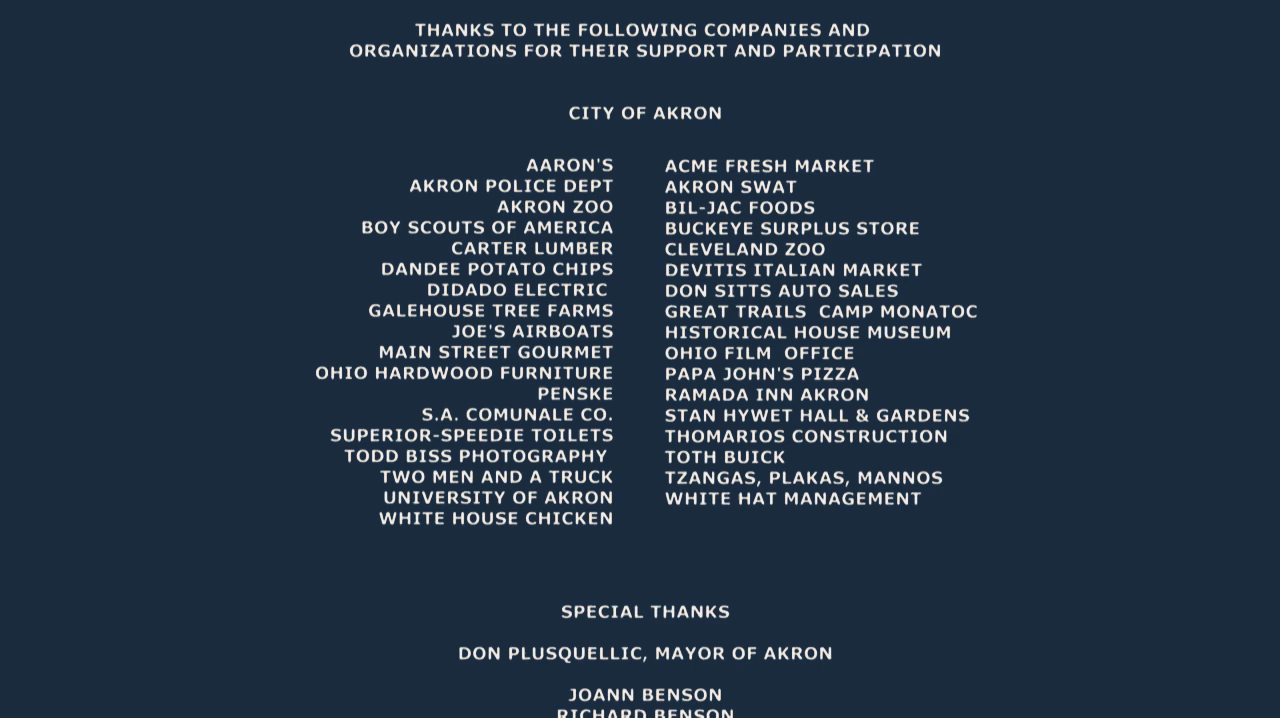 THANKS TO THE FOLLOWING COMPANIES AND
ORGANIZATIONS FOR THEIR SUPPORT AND PARTICIPATION
CITY OF AKRON
AARON'S ACME FRESH MARKET
AKRON POLICE DEPT AKRON SWAT
AKRON ZOO BIL-JAC FOODS
BOY SCOUTS OF AMERICA BUCKEYE SURPLUS STORE
CARTER LUMBER CLEVELAND ZOO
DANDEE POTATO CHIPS DEVITIS ITALIAN MARKET
DIDADO ELECTRIC DON SITTS AUTO SALES
GALEHOUSE TREE FARMS GREAT TRAILS CAMP MONATOC
JOE'S AIRBOATS HISTORICAL HOUSE MUSEUM
MAIN STREET GOURMET OHIO FILM OFFICE
OHIO HARDWOOD FURNITURE PAPA JOHN'S PIZZA
PENSKE RAMADA INN AKRON
S.A. COMUNALE CO. STAN HYWET HALL & GARDENS
SUPERIOR-SPEEDIE TOILETS THOMARIOS CONSTRUCTION
TODD BISS PHOTOGRAPHY TOTH BUICK
TWO MEN AND A TRUCK TZANGAS, PLAKAS, MANNOS
UNIVERSITY OF AKRON WHITE HAT MANAGEMENT
WHITE HOUSE CHICKEN
SPECIAL THANKS
DON PLUSQUELLIC, MAYOR OF AKRON
JOANN BENSON
RICHARD BENSON